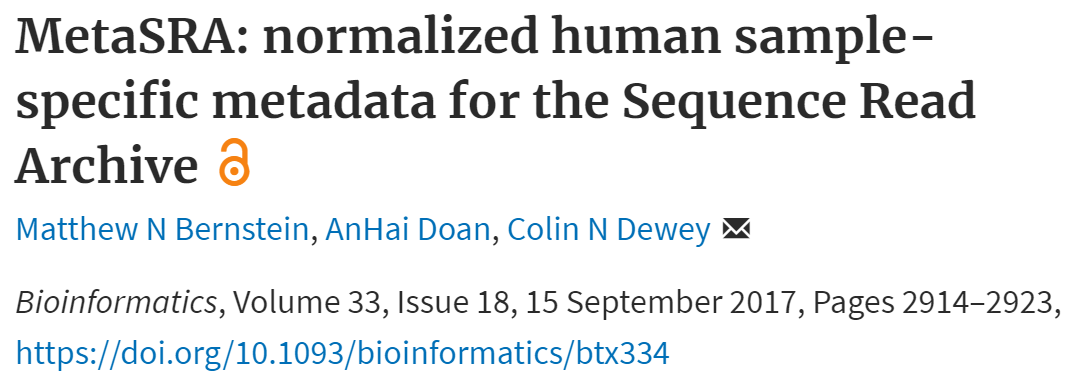 MetaSRA: normalized human sample-
specific metadata for the Sequence Read
Archive
Matthew N Bernstein, AnHai Doan, Colin N Dewey
Bioinformatics, Volume 33, Issue 18, 15 September 2017, Pages 2914–2923,
https://doi.org/10.1093/bioinformatics/btx334